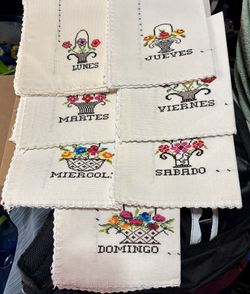 LUNES
JUEVES
MARTES
VIERNES
MIERCOL.
SABADO
DOMINGO